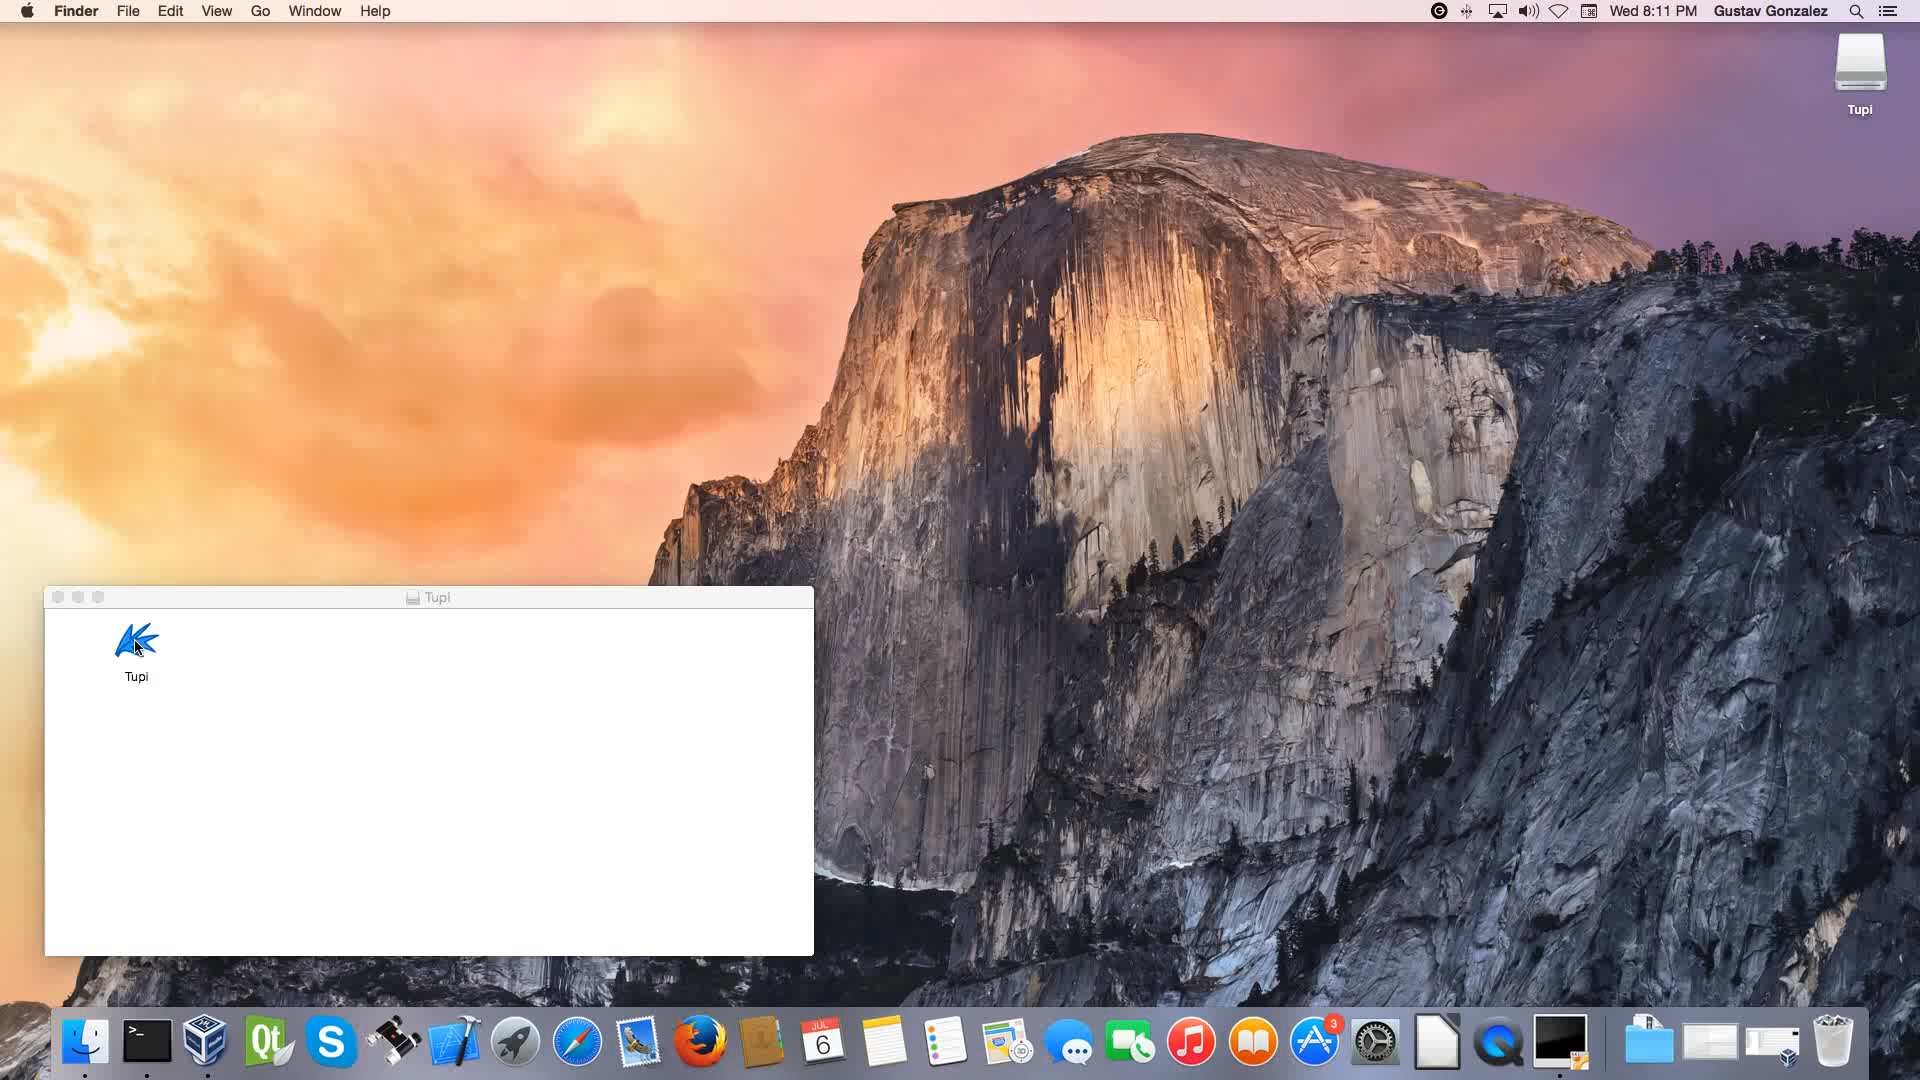 Finder File Edit View Go Window Help Wed 8:11 PM Gustav Gonzalez
Tupi
Tupi
Tupi
>_
Qt
S
JUL
6
3